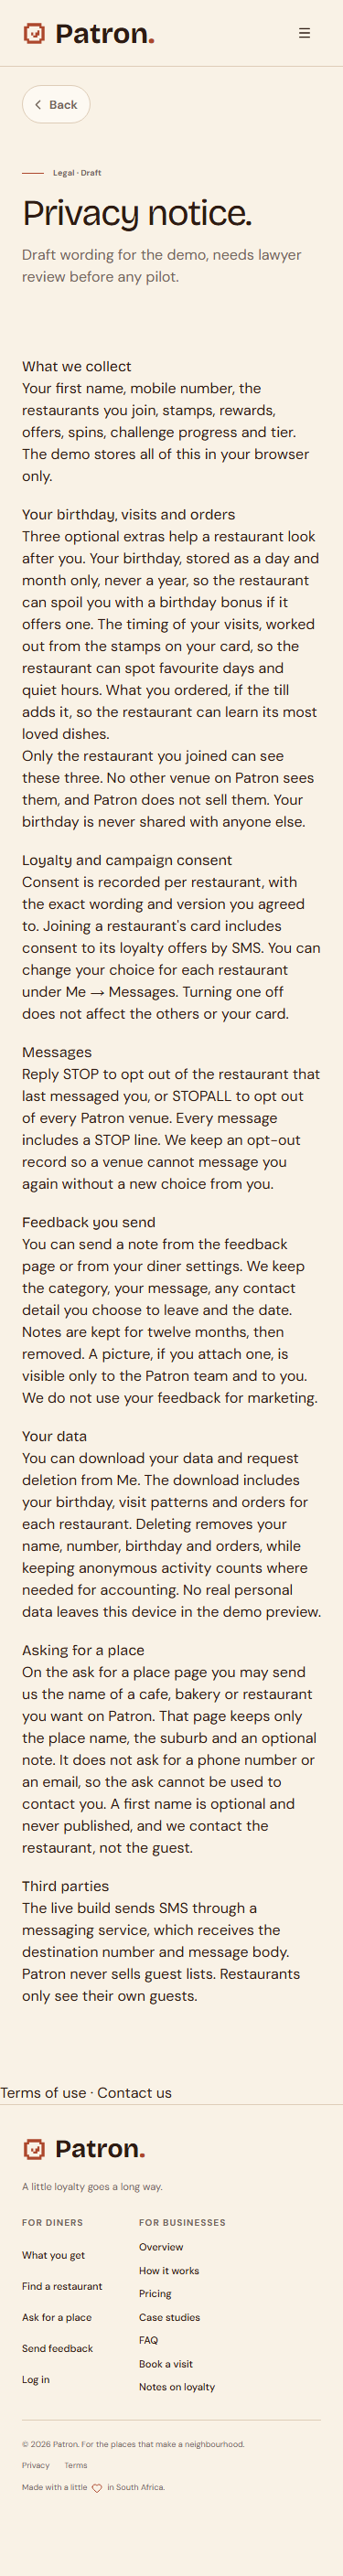 Patron.
Back
Legal · Draft
Privacy notice.
Draft wording for the demo, needs lawyer
review before any pilot.
What we collect
Your first name, mobile number, the
restaurants you join, stamps, rewards,
offers, spins, challenge progress and tier.
The demo stores all of this in your browser
only.
Your birthday, visits and orders
Three optional extras help a restaurant look
after you. Your birthday, stored as a day and
month only, never a year, so the restaurant
can spoil you with a birthday bonus if it
offers one. The timing of your visits, worked
out from the stamps on your card, so the
restaurant can spot favourite days and
quiet hours. What you ordered, if the till
adds it, so the restaurant can learn its most
loved dishes.
Only the restaurant you joined can see
these three. No other venue on Patron sees
them, and Patron does not sell them. Your
birthday is never shared with anyone else.
Loyalty and campaign consent
Consent is recorded per restaurant, with
the exact wording and version you agreed
to. Joining a restaurant's card includes
consent to its loyalty offers by SMS. You can
change your choice for each restaurant
under Me → Messages. Turning one off
does not affect the others or your card.
Messages
Reply STOP to opt out of the restaurant that
last messaged you, or STOPALL to opt out
of every Patron venue. Every message
includes a STOP line. We keep an opt-out
record so a venue cannot message you
again without a new choice from you.
Feedback you send
You can send a note from the feedback
page or from your diner settings. We keep
the category, your message, any contact
detail you choose to leave and the date.
Notes are kept for twelve months, then
removed. A picture, if you attach one, is
visible only to the Patron team and to you.
We do not use your feedback for marketing.
Your data
You can download your data and request
deletion from Me. The download includes
your birthday, visit patterns and orders for
each restaurant. Deleting removes your
name, number, birthday and orders, while
keeping anonymous activity counts where
needed for accounting. No real personal
data leaves this device in the demo preview.
Asking for a place
On the ask for a place page you may send
us the name of a cafe, bakery or restaurant
you want on Patron. That page keeps only
the place name, the suburb and an optional
note. It does not ask for a phone number or
an email, so the ask cannot be used to
contact you. A first name is optional and
never published, and we contact the
restaurant, not the guest.
Third parties
The live build sends SMS through a
messaging service, which receives the
destination number and message body.
Patron never sells guest lists. Restaurants
only see their own guests.
Terms of use · Contact us
Patron.
A little loyalty goes a long way.
FOR DINERS
What you get
Find a restaurant
Ask for a place
Send feedback
Log in
FOR BUSINESSES
Overview
How it works
Pricing
Case studies
FAQ
Book a visit
Notes on loyalty
© 2026 Patron. For the places that make a neighbourhood.
Privacy Terms
Made with a little ♡ in South Africa.